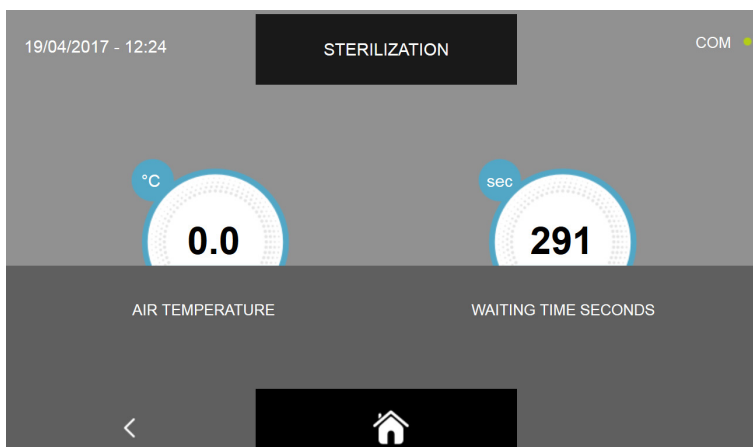 19/04/2017 - 12:24
STERILIZATION
COM
°C
sec
0.0
291
AIR TEMPERATURE
WAITING TIME SECONDS